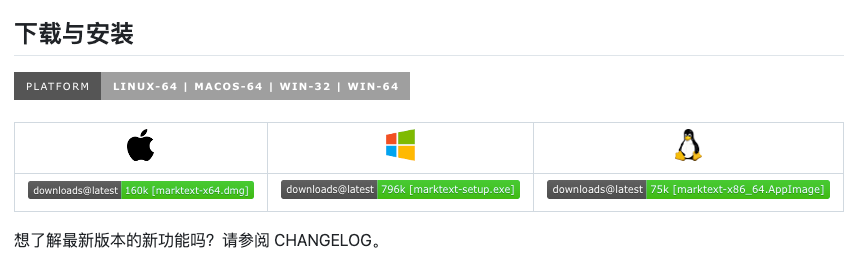 下载与安装
PLATFORM LINUX-64 | MACOS-64 | WIN-32 | WIN-64
downloads@latest 160k [marktext-x64.dmg] downloads@latest 796k [marktext-setup.exe] downloads@latest 75k [marktext-x86_64.AppImage]
想了解最新版本的新功能吗？请参阅 CHANGELOG。